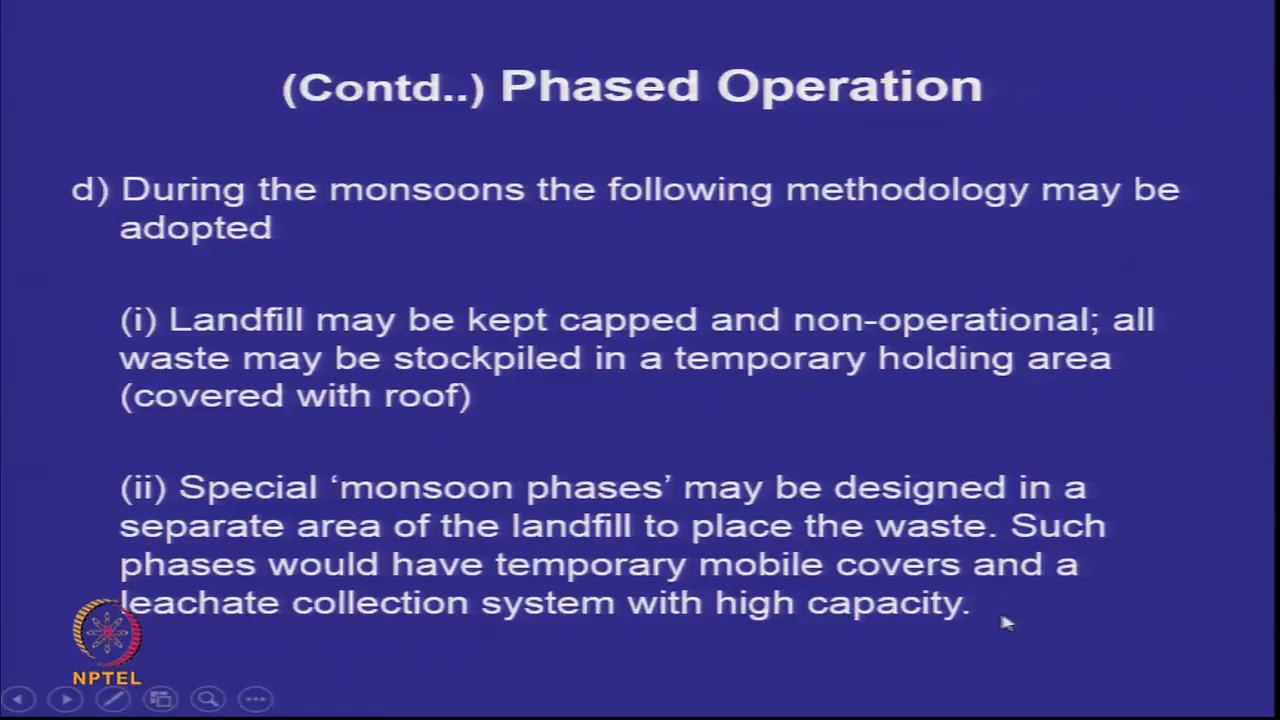 (Contd..) Phased Operation
d) During the monsoons the following methodology may be
adopted
(i) Landfill may be kept capped and non-operational; all
waste may be stockpiled in a temporary holding area
(covered with roof)
(ii) Special ‘monsoon phases’ may be designed in a
separate area of the landfill to place the waste. Such
phases would have temporary mobile covers and a
leachate collection system with high capacity.
NPTEL